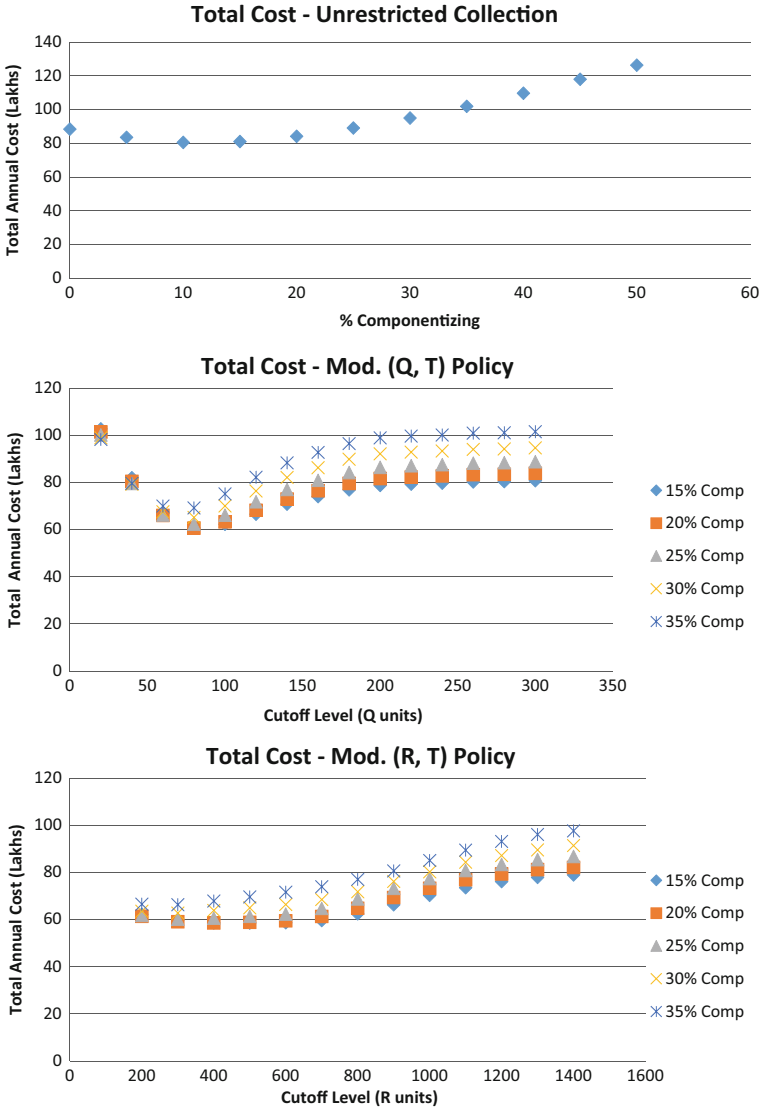 Total Cost - Unrestricted Collection
Total Annual Cost (Lakhs)
140
120
100
80
60
40
20
0
0 10 20 30 40 50 60
% Componentizing
Total Cost - Mod. (Q, T) Policy
Total Annual Cost (Lakhs)
120
100
80
60
40
20
0
0 50 100 150 200 250 300 350
Cutoff Level (Q units)
15% Comp
20% Comp
25% Comp
30% Comp
35% Comp
Total Cost - Mod. (R, T) Policy
Total Annual Cost (Lakhs)
120
100
80
60
40
20
0
0 200 400 600 800 1000 1200 1400 1600
Cutoff Level (R units)
15% Comp
20% Comp
25% Comp
30% Comp
35% Comp